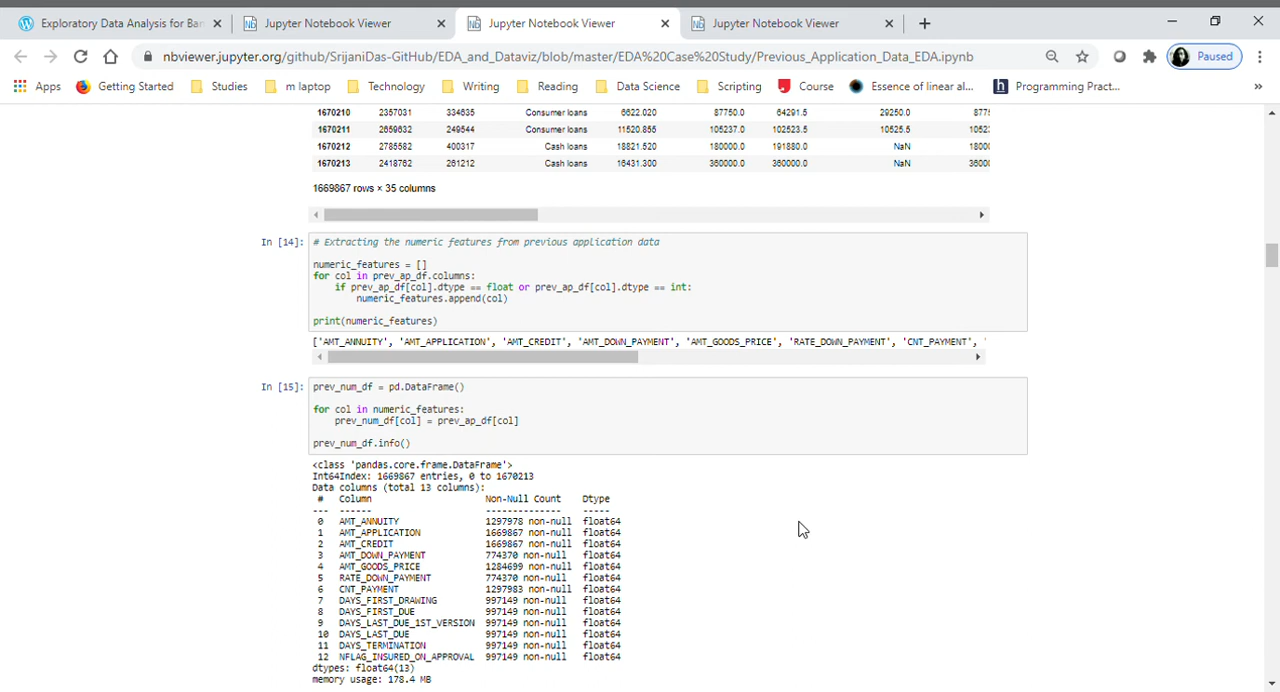 Exploratory Data Analysis for Ban
Jupyter Notebook Viewer
Jupyter Notebook Viewer
Jupyter Notebook Viewer
nbviewer.jupyter.org/github/SrijaniDas-GitHub/EDA_and_Dataviz/blob/master/EDA%20Case%20Study/Previous_Application_Data_EDA.ipynb
Paused
Apps Getting Started Studies m laptop Technology Writing Reading Data Science Scripting Course Essence of linear al... Programming Pract... »
1670210 2357031 334635 Consumer loans 6622.020 87750.0 64291.5 29250.0 877
1670211 2659632 249544 Consumer loans 11520.855 105237.0 102523.5 10525.5 1052
1670212 2785582 400317 Cash loans 18821.520 180000.0 191880.0 NaN 18000
1670213 2418762 261212 Cash loans 16431.300 360000.0 360000.0 NaN 3600
1669867 rows × 35 columns
In [14]: # Extracting the numeric features from previous application data
numeric_features = []
for col in prev_ap_df.columns:
if prev_ap_df[col].dtype == float or prev_ap_df[col].dtype == int:
numeric_features.append(col)
print(numeric_features)
['AMT_ANNUITY', 'AMT_APPLICATION', 'AMT_CREDIT', 'AMT_DOWN_PAYMENT', 'AMT_GOODS_PRICE', 'RATE_DOWN_PAYMENT', 'CNT_PAYMENT', '
In [15]: prev_num_df = pd.DataFrame()
for col in numeric_features:
prev_num_df[col] = prev_ap_df[col]
prev_num_df.info()
<class 'pandas.core.frame.DataFrame'>
Int64Index: 1669867 entries, 0 to 1670213
Data columns (total 13 columns):
# Column Non-Null Count Dtype
--- ------ -------------- -----
0 AMT_ANNUITY 1297978 non-null float64
1 AMT_APPLICATION 1669867 non-null float64
2 AMT_CREDIT 1669867 non-null float64
3 AMT_DOWN_PAYMENT 774370 non-null float64
4 AMT_GOODS_PRICE 1284699 non-null float64
5 RATE_DOWN_PAYMENT 774370 non-null float64
6 CNT_PAYMENT 1297983 non-null float64
7 DAYS_FIRST_DRAWING 997149 non-null float64
8 DAYS_FIRST_DUE 997149 non-null float64
9 DAYS_LAST_DUE_1ST_VERSION 997149 non-null float64
10 DAYS_LAST_DUE 997149 non-null float64
11 DAYS_TERMINATION 997149 non-null float64
12 NFLAG_INSURED_ON_APPROVAL 997149 non-null float64
dtypes: float64(13)
memory usage: 178.4 MB